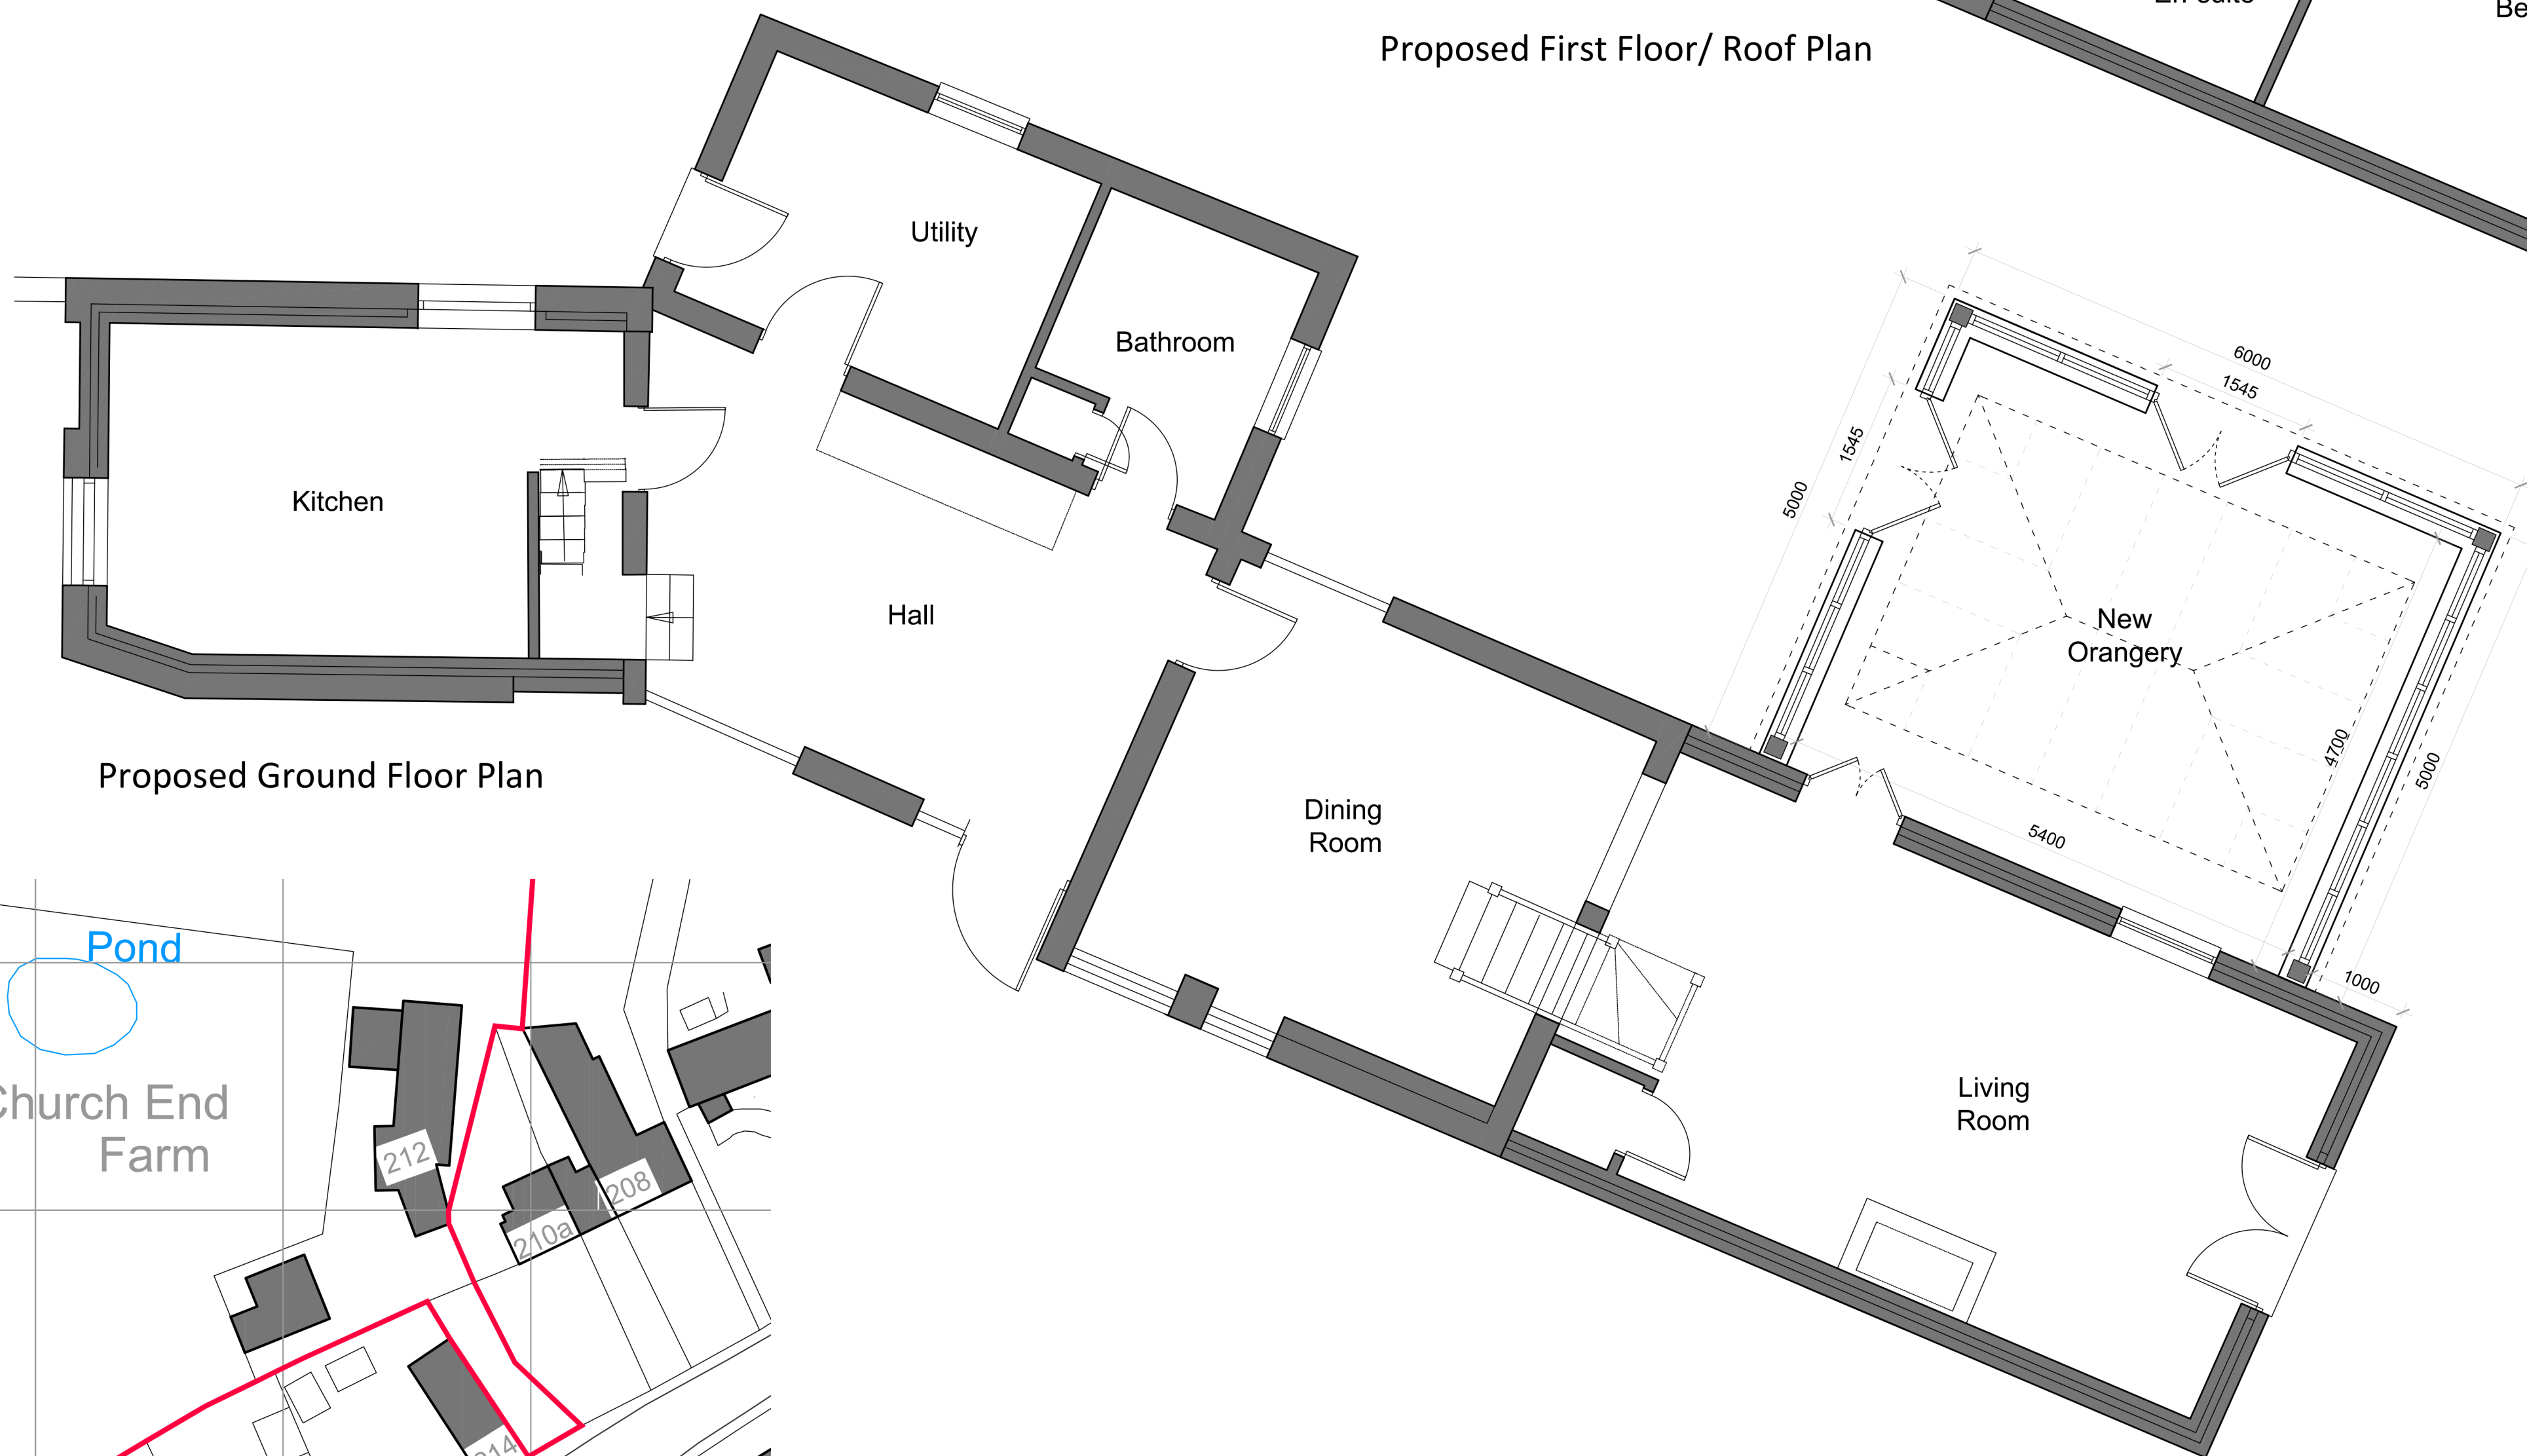 Proposed First Floor/ Roof Plan
Utility
Bathroom
Kitchen
Hall
6000
1545
1545
5000
New
Orangery
4700
5000
5400
1000
Proposed Ground Floor Plan
Dining
Room
Living
Room
Pond
Church End
Farm
212
208
210a
214